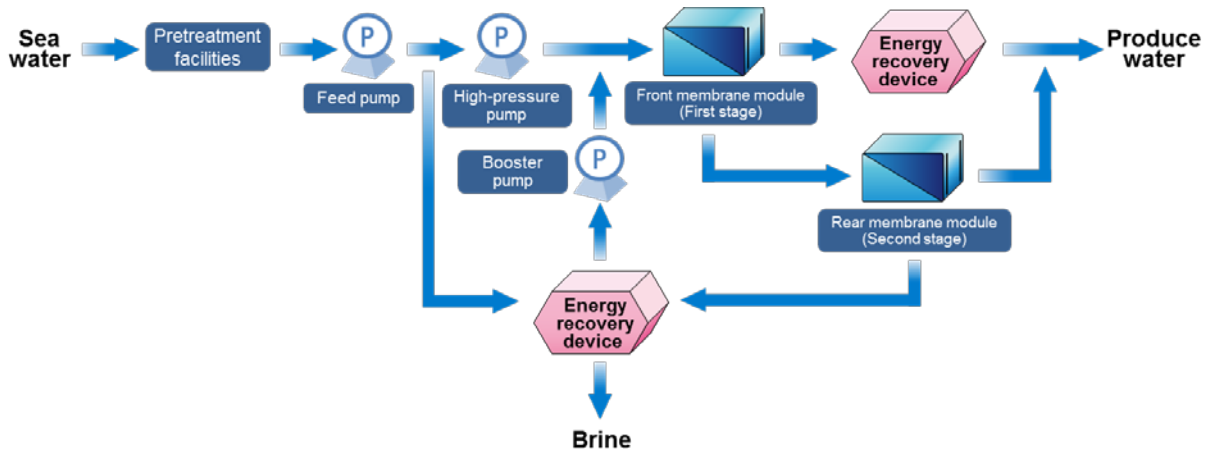 Sea
water
Pretreatment
facilities
P
Feed pump
P
High-pressure
pump
Front membrane module
(First stage)
Energy
recovery
device
Produce
water
Booster
pump
P
Rear membrane module
(Second stage)
Energy
recovery
device
Brine